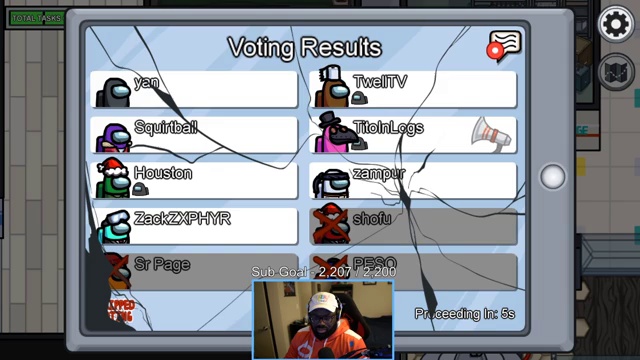 TOTAL TASKS
Voting Results
yan
TwellTV
Squirtball
TitoInLogs
Houston
zampur
ZackZXPHYR
shofu
Sr Page
PESO
Sub-Goal - 2,207 / 2,200
Proceeding In: 5s